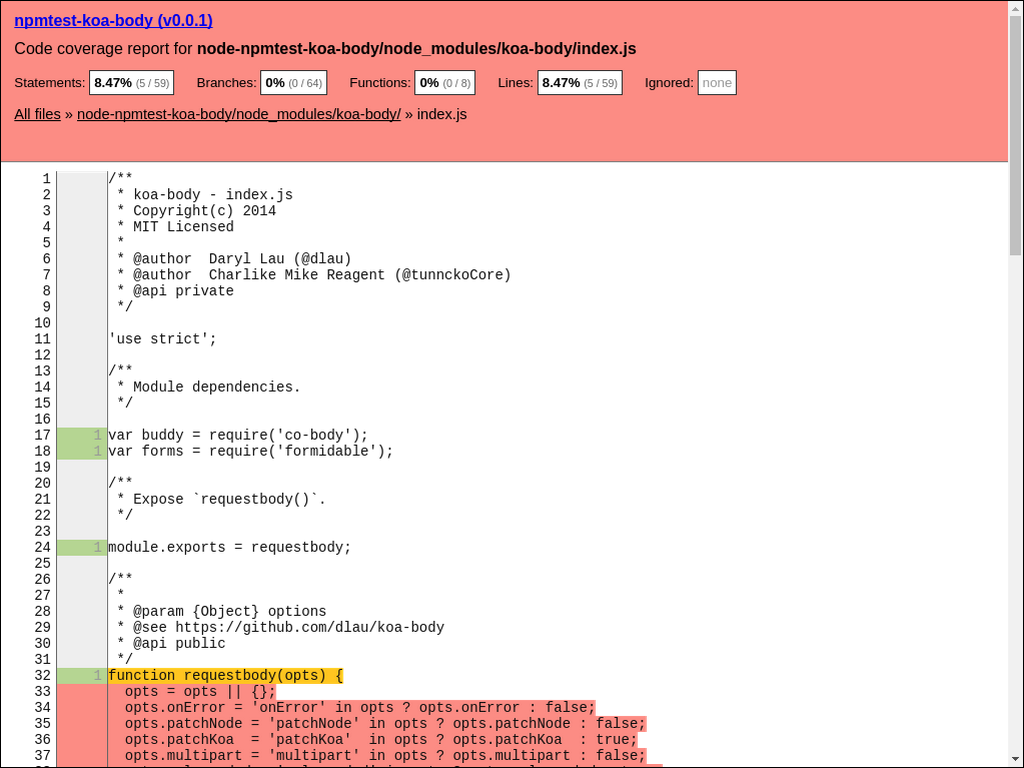 npmtest-koa-body (v0.0.1)
Code coverage report for node-npmtest-koa-body/node_modules/koa-body/index.js
Statements: 8.47% (5 / 59) Branches: 0% (0 / 64) Functions: 0% (0 / 8) Lines: 8.47% (5 / 59) Ignored: none
All files » node-npmtest-koa-body/node_modules/koa-body/ » index.js
1 /**
2  * koa-body - index.js
3  * Copyright(c) 2014
4  * MIT Licensed
5  *
6  * @author  Daryl Lau (@dlau)
7  * @author  Charlike Mike Reagent (@tunnckoCore)
8  * @api private
9  */
10
11 'use strict';
12
13 /**
14  * Module dependencies.
15  */
16
17 1 var buddy = require('co-body');
18 1 var forms = require('formidable');
19
20 /**
21  * Expose `requestbody()`.
22  */
23
24 1 module.exports = requestbody;
25
26 /**
27  *
28  * @param {Object} options
29  * @see https://github.com/dlau/koa-body
30  * @api public
31  */
32 1 function requestbody(opts) {
33   opts = opts || {};
34   opts.onError = 'onError' in opts ? opts.onError : false;
35   opts.patchNode = 'patchNode' in opts ? opts.patchNode : false;
36   opts.patchKoa  = 'patchKoa'  in opts ? opts.patchKoa  : true;
37   opts.multipart = 'multipart' in opts ? opts.multipart : false;